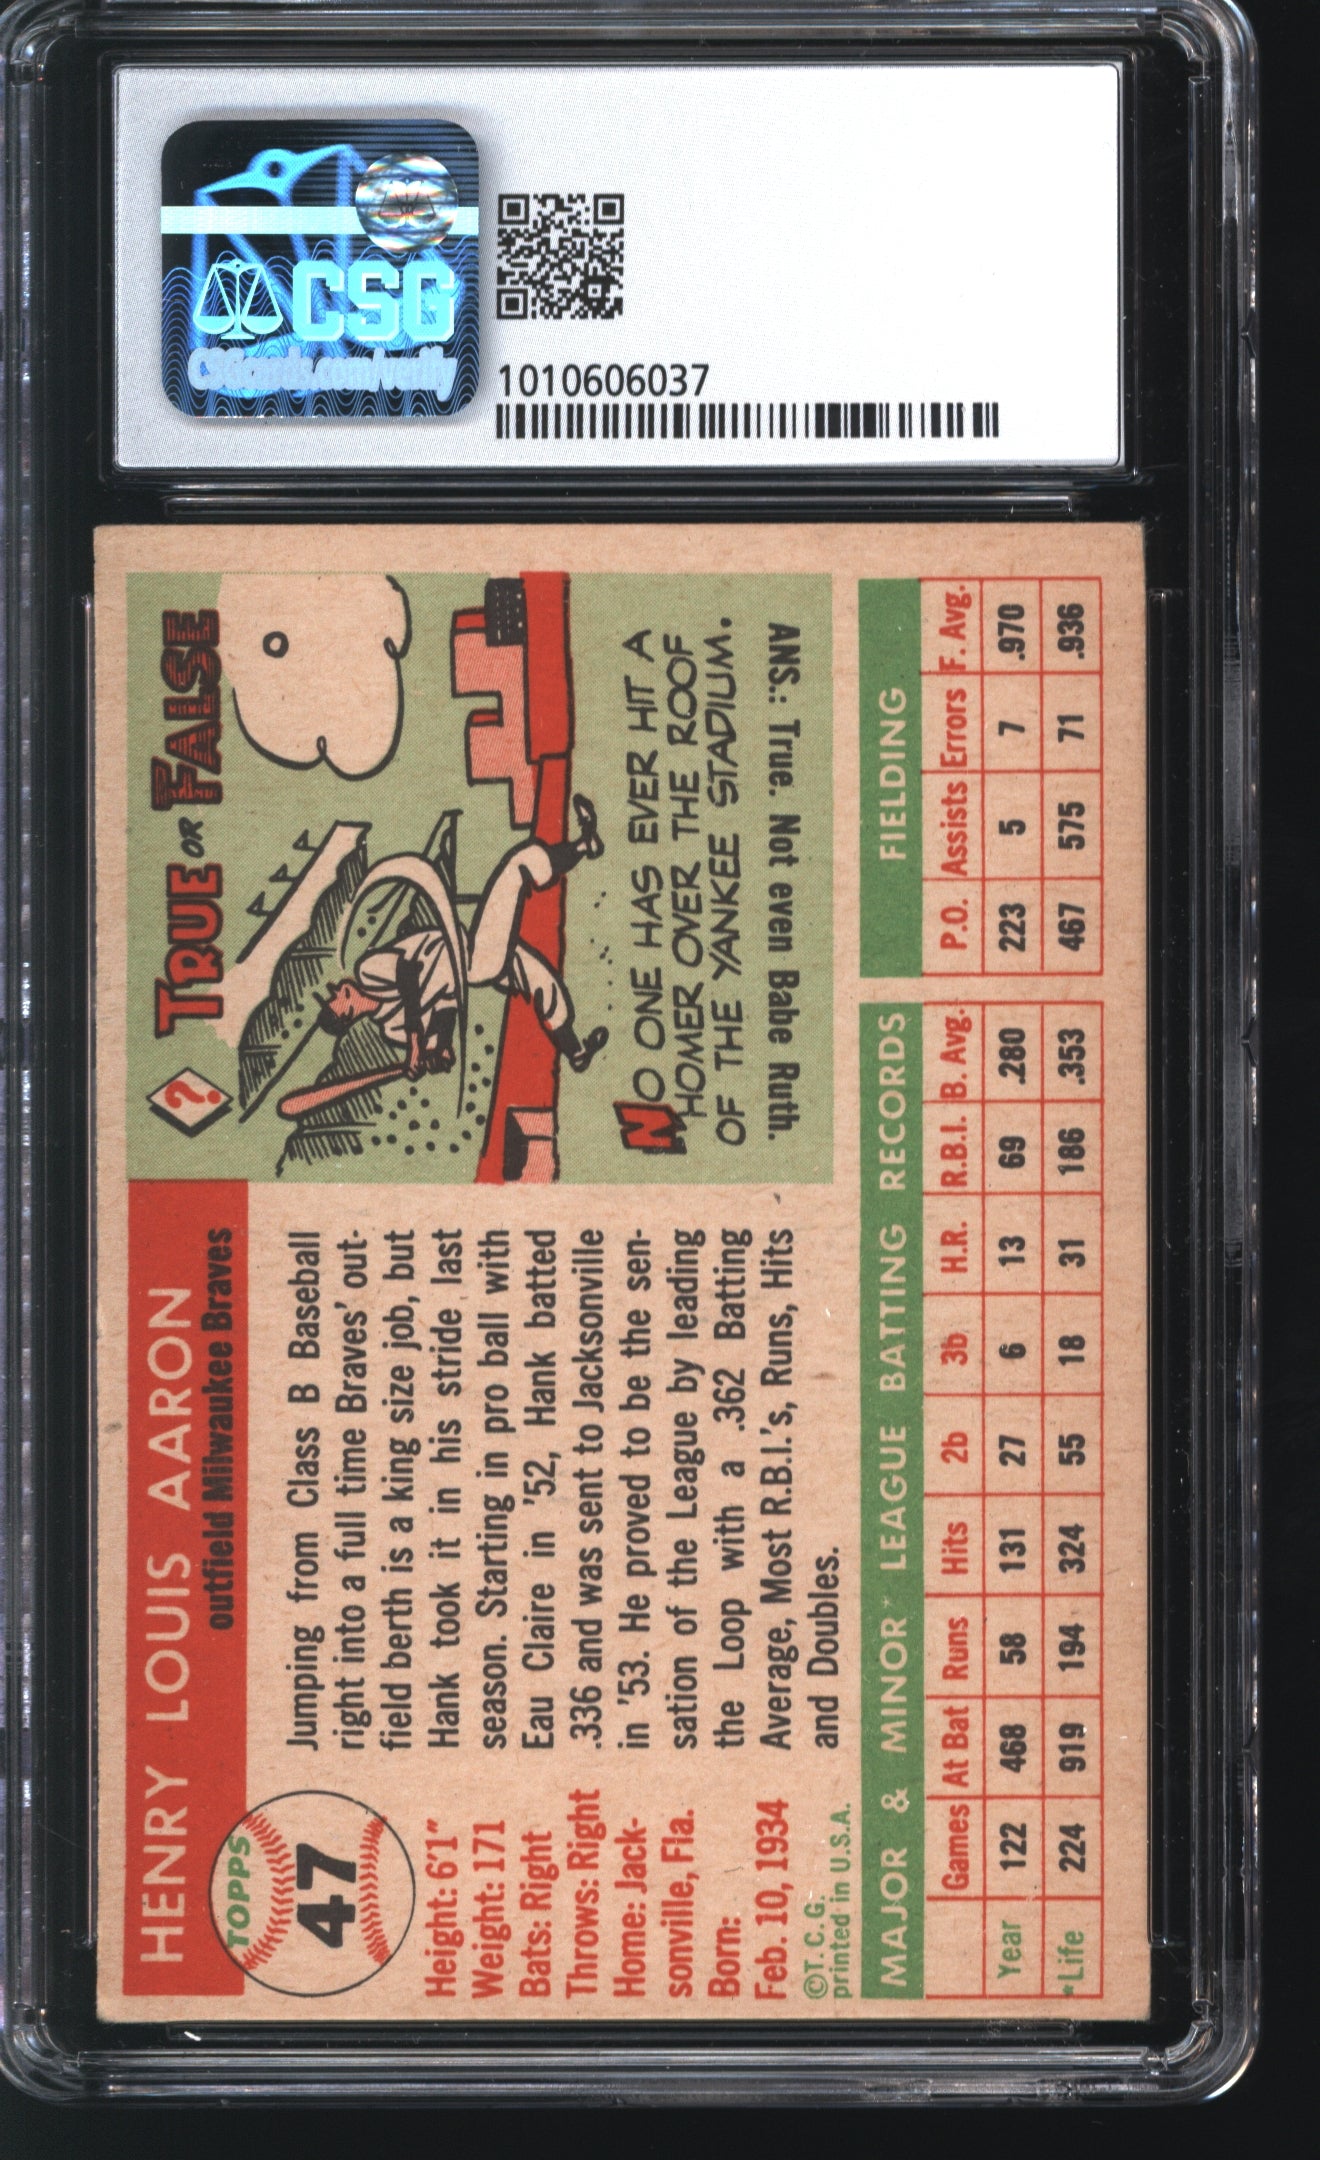 CSG
CSGcards.com/verify
1010606037
HENRY LOUIS AARON
outfield Milwaukee Braves
TOPPS
47
Height: 6'1"
Weight: 171
Bats: Right
Throws: Right
Home: Jack-
sonville, Fla.
Born:
Feb. 10, 1934
©T. C. G.
printed in U.S.A.
Jumping from Class B Baseball
right into a full time Braves' out-
field berth is a king size job, but
Hank took it in his stride last
season. Starting in pro ball with
Eau Claire in '52, Hank batted
.336 and was sent to Jacksonville
in '53. He proved to be the sen-
sation of the League by leading
the Loop with a .362 Batting
Average, Most R.B.I.'s, Runs, Hits
and Doubles.
? TRUE OR FALSE
NO ONE HAS EVER HIT A
HOMER OVER THE ROOF
OF THE YANKEE STADIUM.
ANS.: True. Not even Babe Ruth.
MAJOR & MINOR* LEAGUE BATTING RECORDS FIELDING
Games At Bat Runs Hits 2b 3b H.R. R.B.I. B. Avg. P.O. Assists Errors F. Avg.
Year 122 468 58 131 27 6 13 69 .280 223 5 7 .970
*Life 224 919 194 324 55 18 31 186 .353 467 575 71 .936